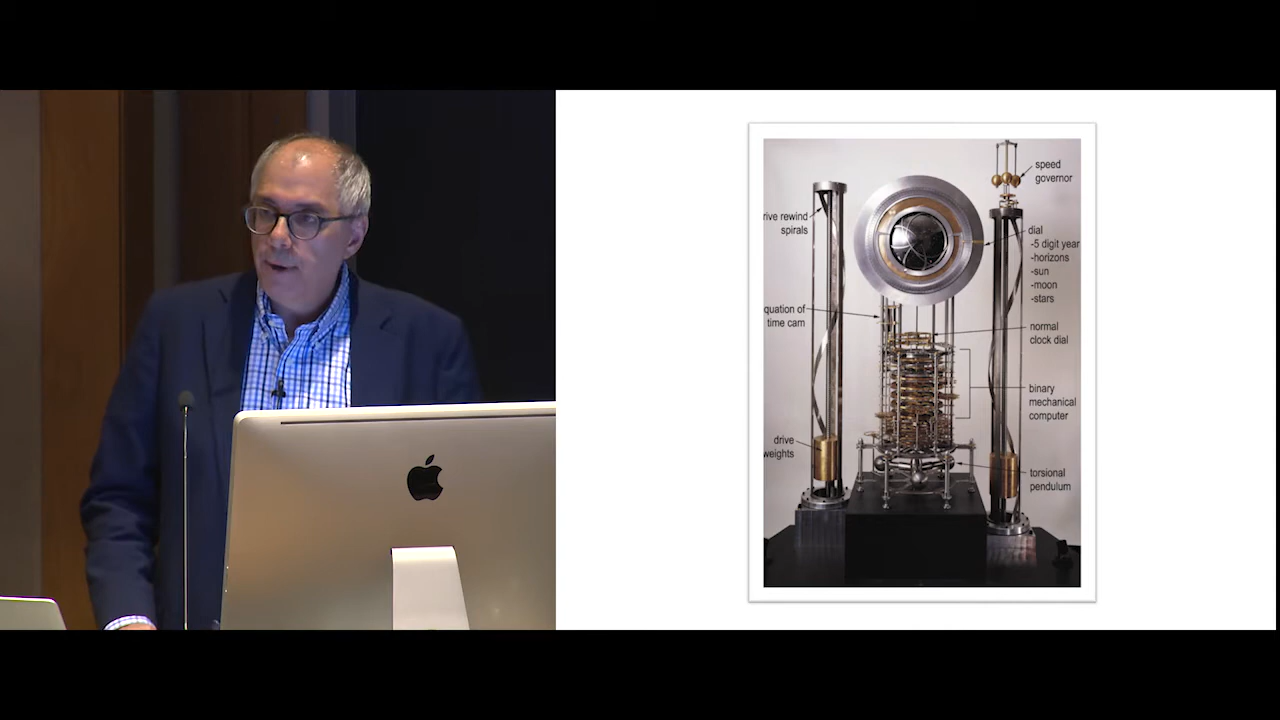 speed
governor
rive rewind
spirals
dial
-5 digit year
-horizons
-sun
-moon
-stars
quation of
time cam
normal
clock dial
binary
mechanical
computer
drive
weights
torsional
pendulum